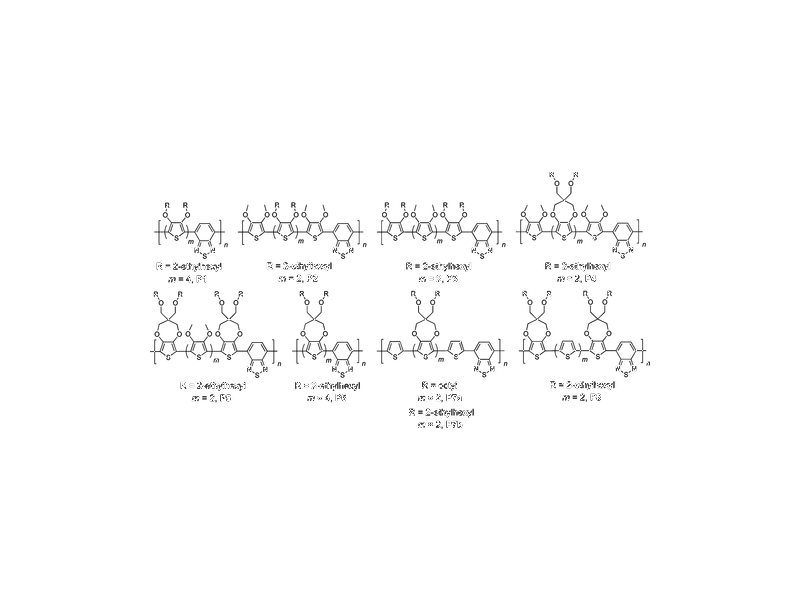 R = 2-ethylhexyl
m = 4, P1
R = 2-ethylhexyl
m = 2, P2
R = 2-ethylhexyl
m = 2, P3
R = 2-ethylhexyl
m = 2, P4
R = 2-ethylhexyl
m = 2, P5
R = 2-ethylhexyl
m = 4, P6
R = octyl
m = 2, P7a
R = 2-ethylhexyl
m = 2, P7b
R = 2-ethylhexyl
m = 2, P8